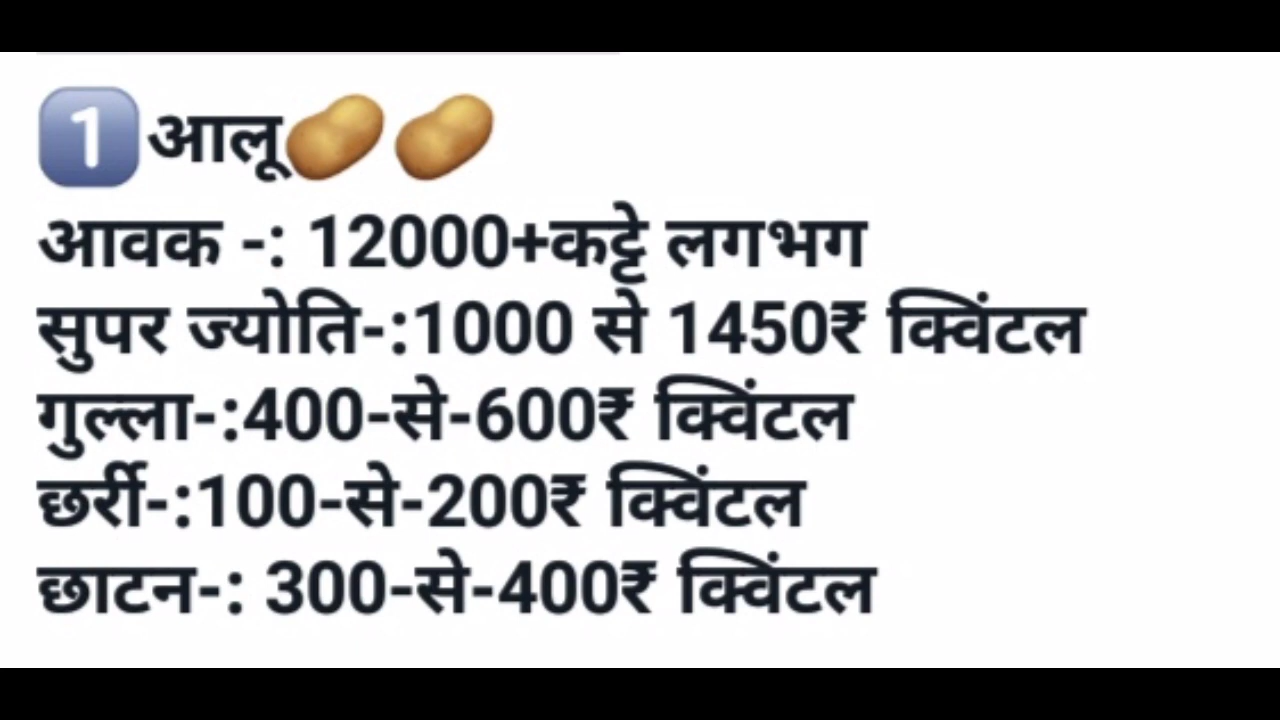 1️⃣आलू🥔🥔
आवक -: 12000+कट्टे लगभग
सुपर ज्योति-:1000 से 1450₹ क्विंटल
गुल्ला-:400-से-600₹ क्विंटल
छर्री-:100-से-200₹ क्विंटल
छाटन-: 300-से-400₹ क्विंटल